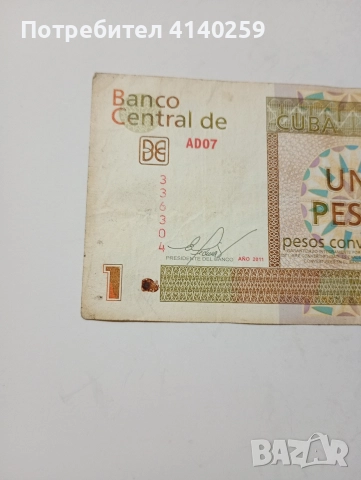 Потребител 4140259
Banco
Central de CUBA
AD07
336304
UN
PES
pesos conv
PRESIDENTE DEL BANCO AÑO 2011
1
BAZAR